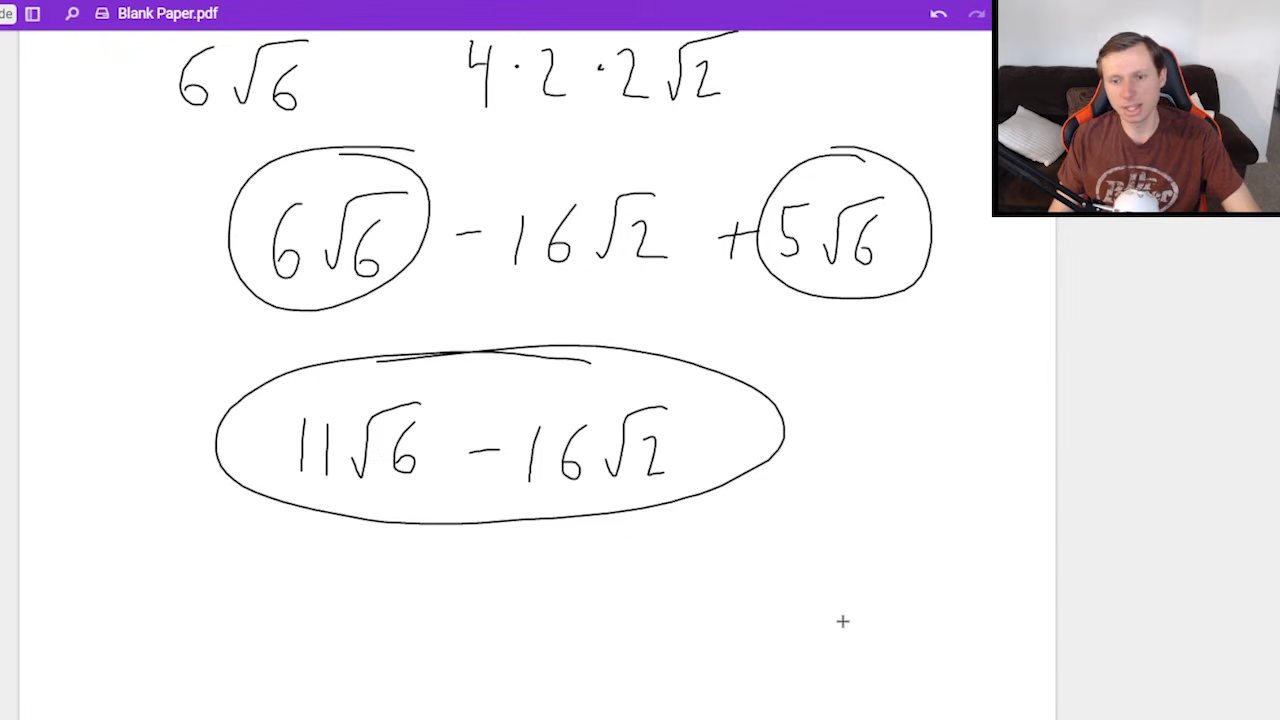 Blank Paper.pdf
6√6 4·2·2√2
6√6 - 16√2 + 5√6
11√6 - 16√2